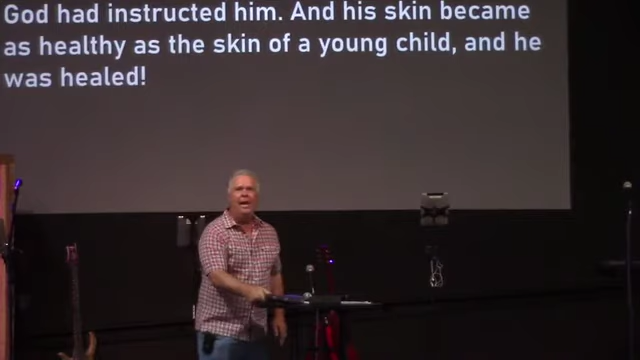 God had instructed him. And his skin became
as healthy as the skin of a young child, and he
was healed!